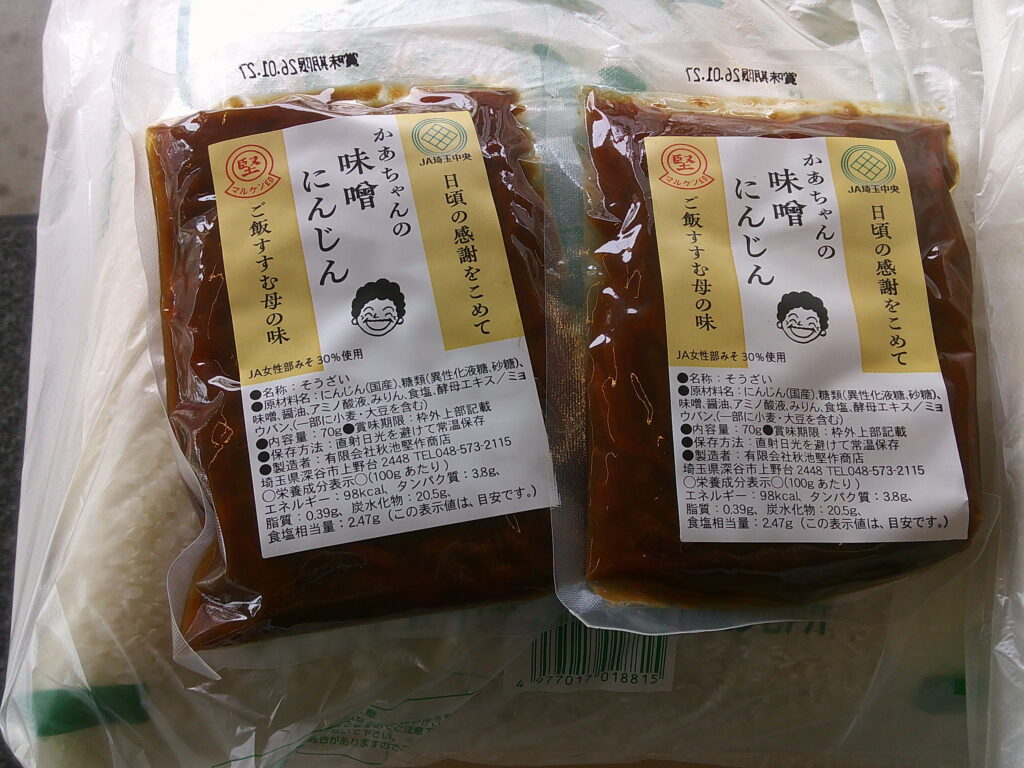 賞味期限26.01.27
JA埼玉中央
日頃の感謝をこめて
かあちゃんの
味噌
にんじん
堅
マルケン印
ご飯すすむ母の味
JA女性部みそ30%使用
●名称:そうざい
●原材料名:にんじん(国産)、糖類(異性化液糖、砂糖)、
味噌、醤油、アミノ酸液、みりん、食塩、酵母エキス/ミョ
ウバン、(一部に小麦・大豆を含む)
●内容量:70g●賞味期限:枠外上部記載
●保存方法:直射日光を避けて常温保存
●製造者:有限会社秋池堅作商店
埼玉県深谷市上野台2448 TEL048-573-2115
○栄養成分表示○(100gあたり)
エネルギー:98kcal、タンパク質:3.8g、
脂質:0.39g、炭水化物:20.5g、
食塩相当量:2.47g(この表示値は、目安です。)
賞味期限26.01.27
JA埼玉中央
日頃の感謝をこめて
かあちゃんの
味噌
にんじん
堅
マルケン印
ご飯すすむ母の味
JA女性部みそ30%使用
●名称:そうざい
●原材料名:にんじん(国産)、糖類(異性化液糖、砂糖)、
味噌、醤油、アミノ酸液、みりん、食塩、酵母エキス/ミョ
ウバン、(一部に小麦・大豆を含む)
●内容量:70g●賞味期限:枠外上部記載
●保存方法:直射日光を避けて常温保存
●製造者:有限会社秋池堅作商店
埼玉県深谷市上野台2448 TEL048-573-2115
○栄養成分表示○(100gあたり)
エネルギー:98kcal、タンパク質:3.8g、
脂質:0.39g、炭水化物:20.5g、
食塩相当量:2.47g(この表示値は、目安です。)
4 977017 018815